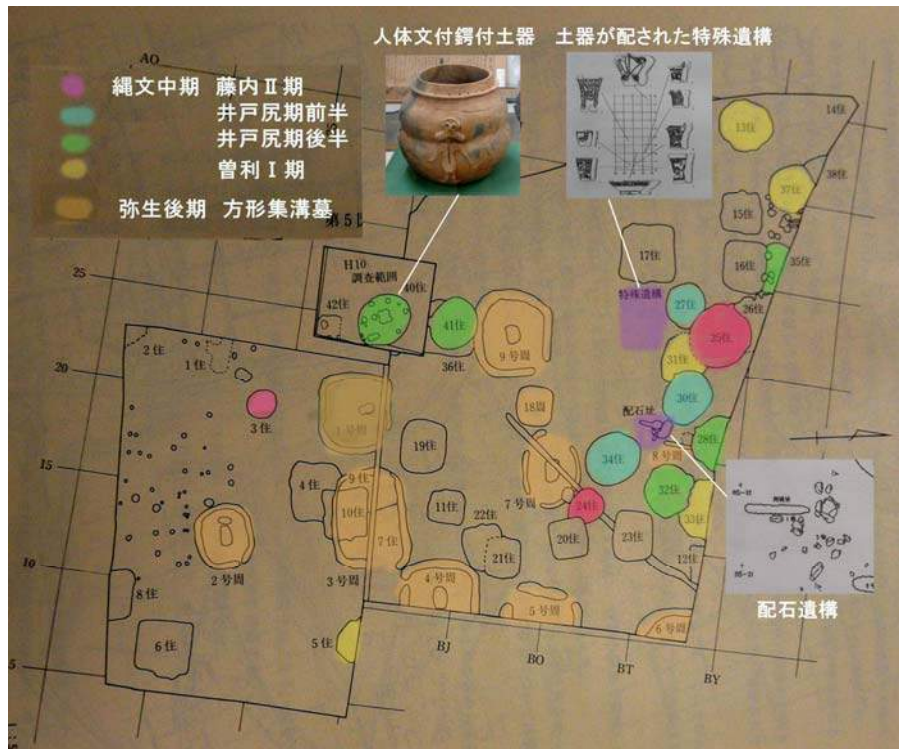 人体文付鍔付土器
土器が配された特殊遺構
縄文中期 藤内Ⅱ期
井戸尻期前半
井戸尻期後半
曽利Ⅰ期
弥生後期 方形集溝墓
AO
第5
25
20
15
10
5
H10
調査範囲
40住
42住
41住
36住
9号周
17住
特殊遺構
27住
13住
14住
38住
37住
15住
16住
35住
26住
25住
31住
30住
配石址
28住
8号周
2住
1住
3住
1号周
18周
19住
34住
7号周
32住
33住
24住
4住
9住
10住
7住
11住
22住
21住
20住
23住
12住
2号周
3号周
4号周
5号周
6号周
8住
6住
5住
BJ
BO
BT
BY
配石遺構